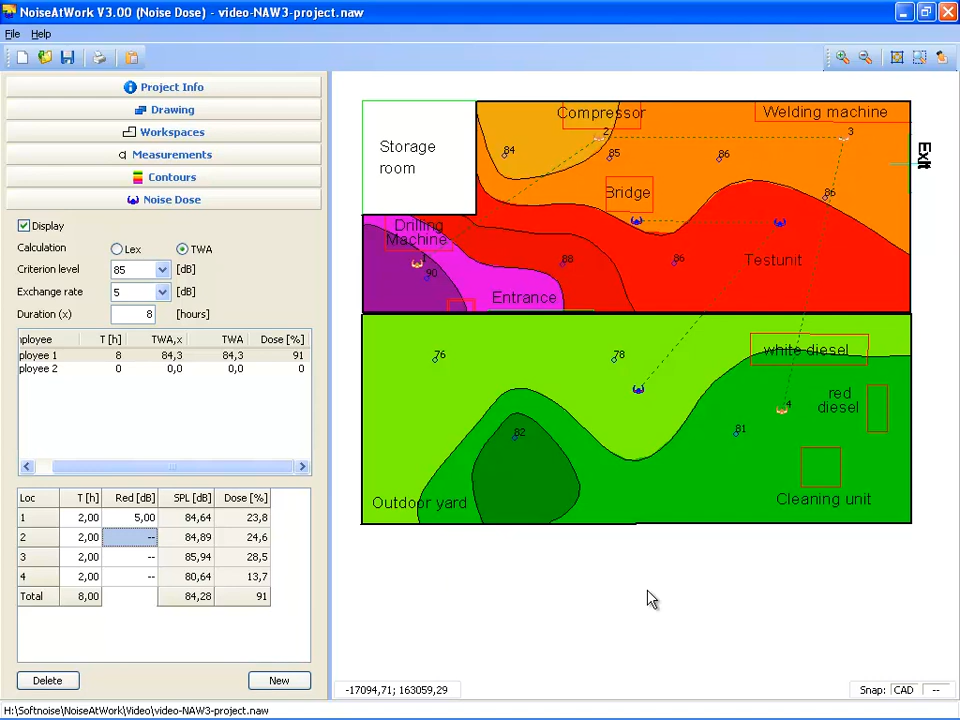 NoiseAtWork V3.00 (Noise Dose) - video-NAW3-project.naw
File Help
Project Info
Drawing
Workspaces
Measurements
Contours
Noise Dose
Display
Calculation Lex TWA
Criterion level 85 [dB]
Exchange rate 5 [dB]
Duration (x) 8 [hours]
ployee T [h] TWA,x TWA Dose [%]
ployee 1 8 84,3 84,3 91
ployee 2 0 0,0 0,0 0
Loc T [h] Red [dB] SPL [dB] Dose [%]
1 2,00 5,00 84,64 23,8
2 2,00 -- 84,89 24,6
3 2,00 -- 85,94 28,5
4 2,00 -- 80,64 13,7
Total 8,00 84,28 91
Delete New
Compressor
Welding machine
2
3
Storage
room
84
85
86
Exit
Bridge
86
Drilling
Machine
1
90
88
86
Testunit
Entrance
76
78
white diesel
red
diesel
4
82
81
Outdoor yard
Cleaning unit
-17094,71; 163059,29
Snap: CAD --
H:\Softnoise\NoiseAtWork\Video\video-NAW3-project.naw